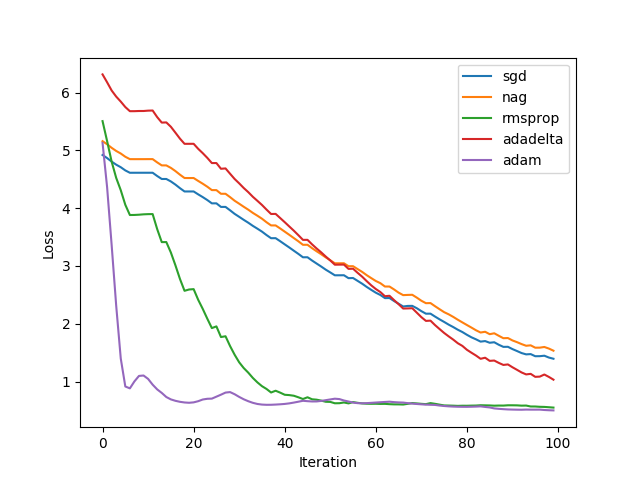 sgd
nag
rmsprop
adadelta
adam
6
5
4
3
2
1
Loss
0 20 40 60 80 100
Iteration